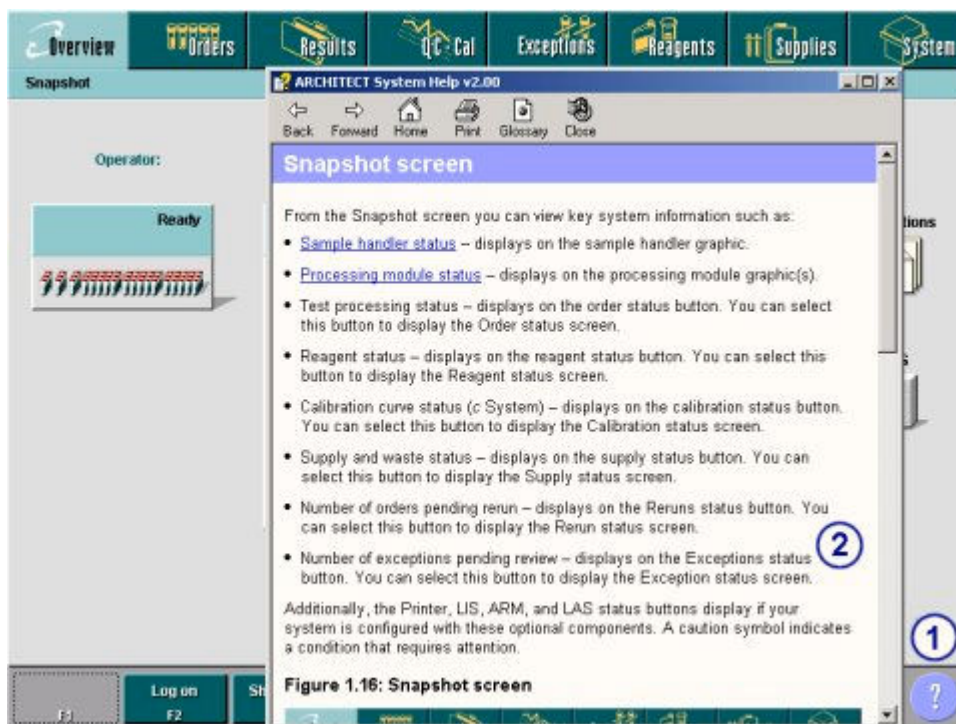 Overview Orders Results QC-Cal Exceptions Reagents Supplies System
Snapshot
ARCHITECT System Help v2.00
Back Forward Home Print Glossary Close
Operator:
Ready
Snapshot screen
From the Snapshot screen you can view key system information such as:
• Sample handler status – displays on the sample handler graphic.
• Processing module status – displays on the processing module graphic(s).
• Test processing status – displays on the order status button. You can select
this button to display the Order status screen.
• Reagent status – displays on the reagent status button. You can select this
button to display the Reagent status screen.
• Calibration curve status (c System) – displays on the calibration status button.
You can select this button to display the Calibration status screen.
• Supply and waste status – displays on the supply status button. You can
select this button to display the Supply status screen.
• Number of orders pending rerun – displays on the Reruns status button. You
can select this button to display the Rerun status screen.
• Number of exceptions pending review – displays on the Exceptions status
button. You can select this button to display the Exception status screen.
2
Additionally, the Printer, LIS, ARM, and LAS status buttons display if your
system is configured with these optional components. A caution symbol indicates
a condition that requires attention.
Figure 1.16: Snapshot screen
tions
s
1
?
F1
Log on
F2
Sh